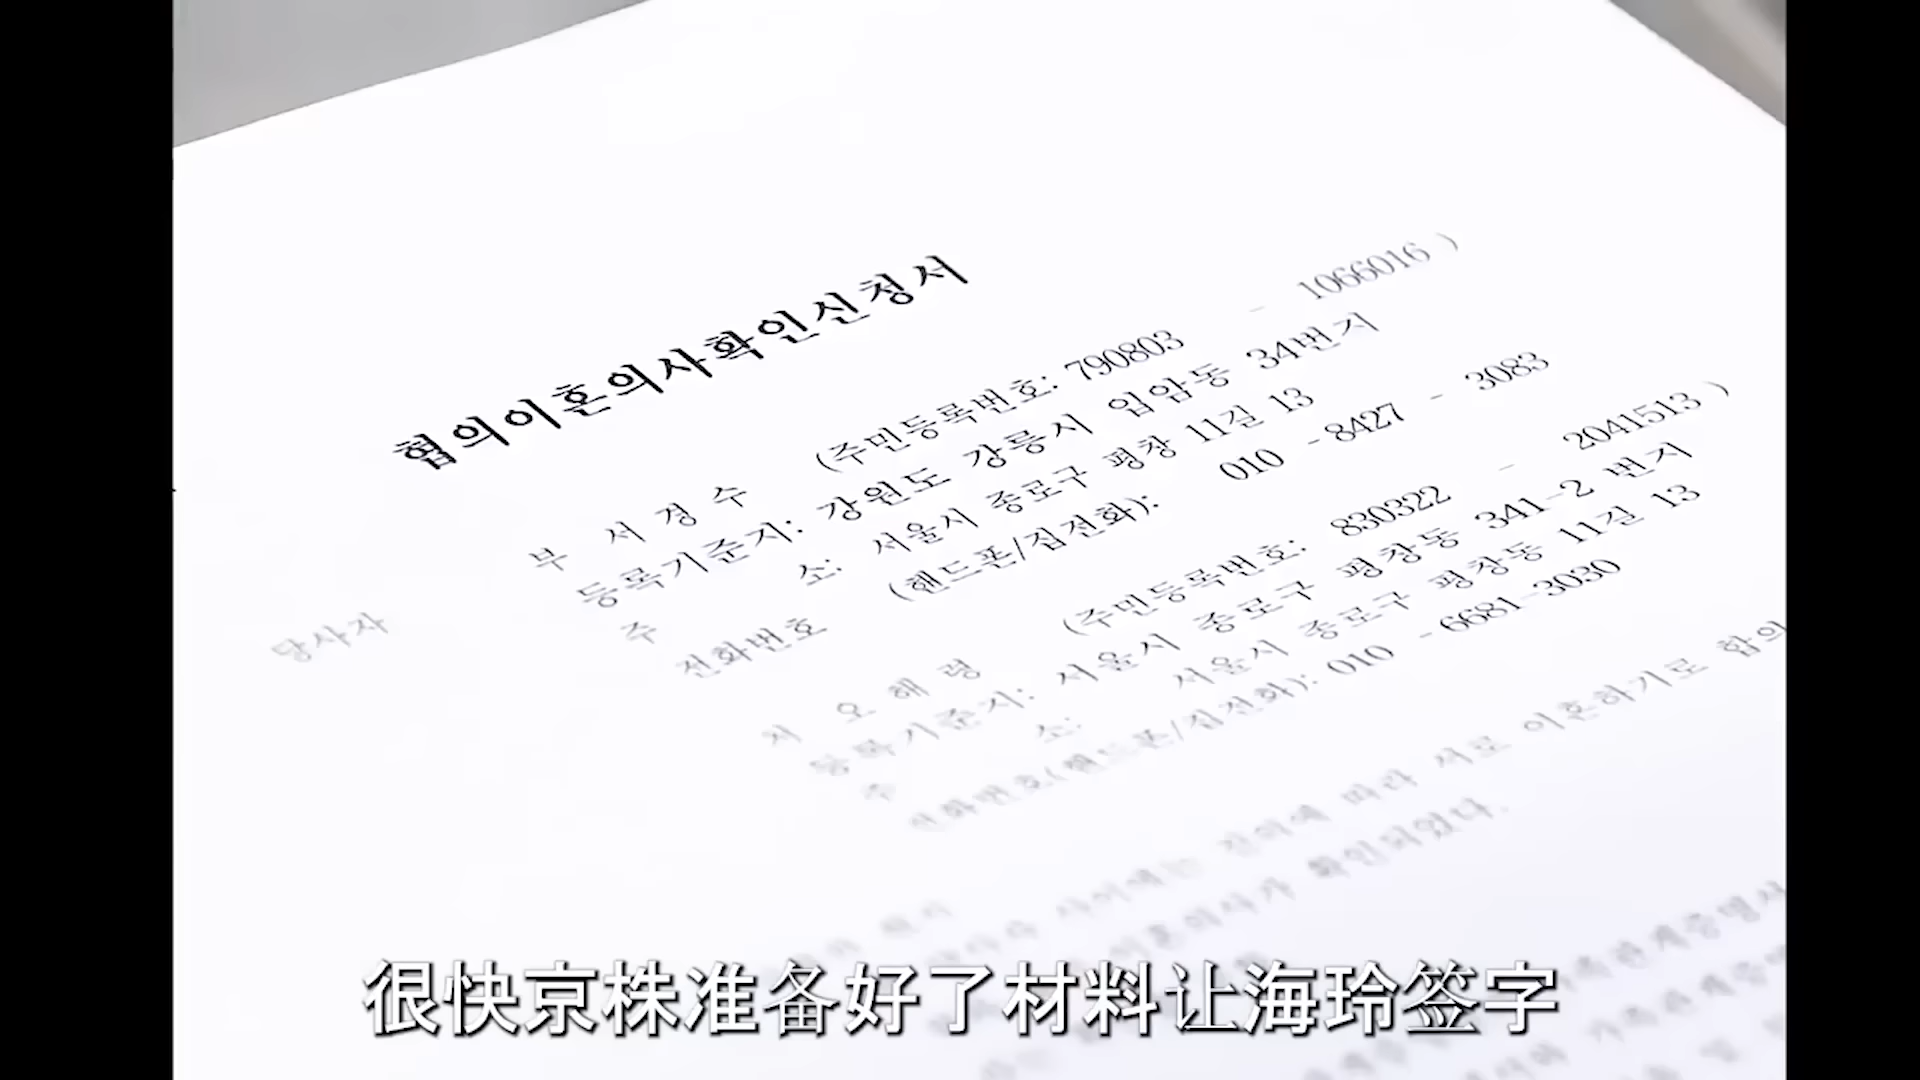 협의이혼의사확인신청서
당사자
부 서 경 수 (주민등록번호: 790803 - 1066016 )
등록기준지: 강원도 강릉시 입암동 34번지
주 소: 서울시 종로구 평창 11길 13
전화번호 (핸드폰/집전화): 010 -8427 - 3083
처 오 해 령 (주민등록번호: 830322 - 2041513 )
등록기준지: 서울시 종로구 평창동 341-2 번지
주 소: 서울시 종로구 평창동 11길 13
전화번호(핸드폰/집전화): 010 -6681-3030
사이에는 진의에 따라 서로 이혼하기로 합의
이혼의사가 확인되었다.
很快京株准备好了材料让海玲签字